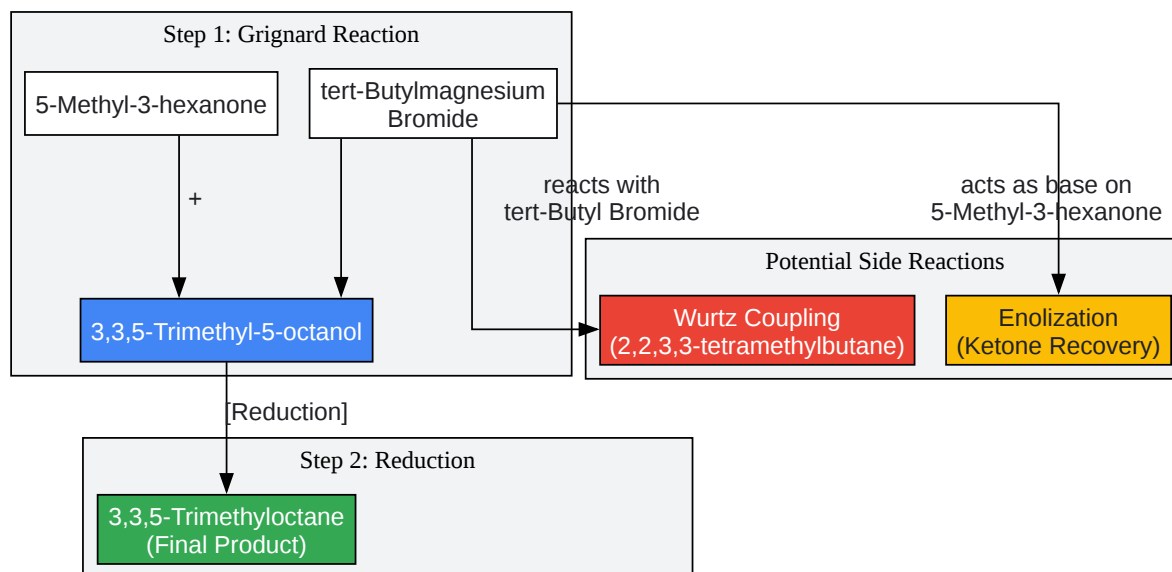 Step 1: Grignard Reaction
5-Methyl-3-hexanone
tert-Butylmagnesium
Bromide
+
reacts with
tert-Butyl Bromide
acts as base on
5-Methyl-3-hexanone
Potential Side Reactions
3,3,5-Trimethyl-5-octanol
Wurtz Coupling
(2,2,3,3-tetramethylbutane)
Enolization
(Ketone Recovery)
[Reduction]
Step 2: Reduction
3,3,5-Trimethyloctane
(Final Product)